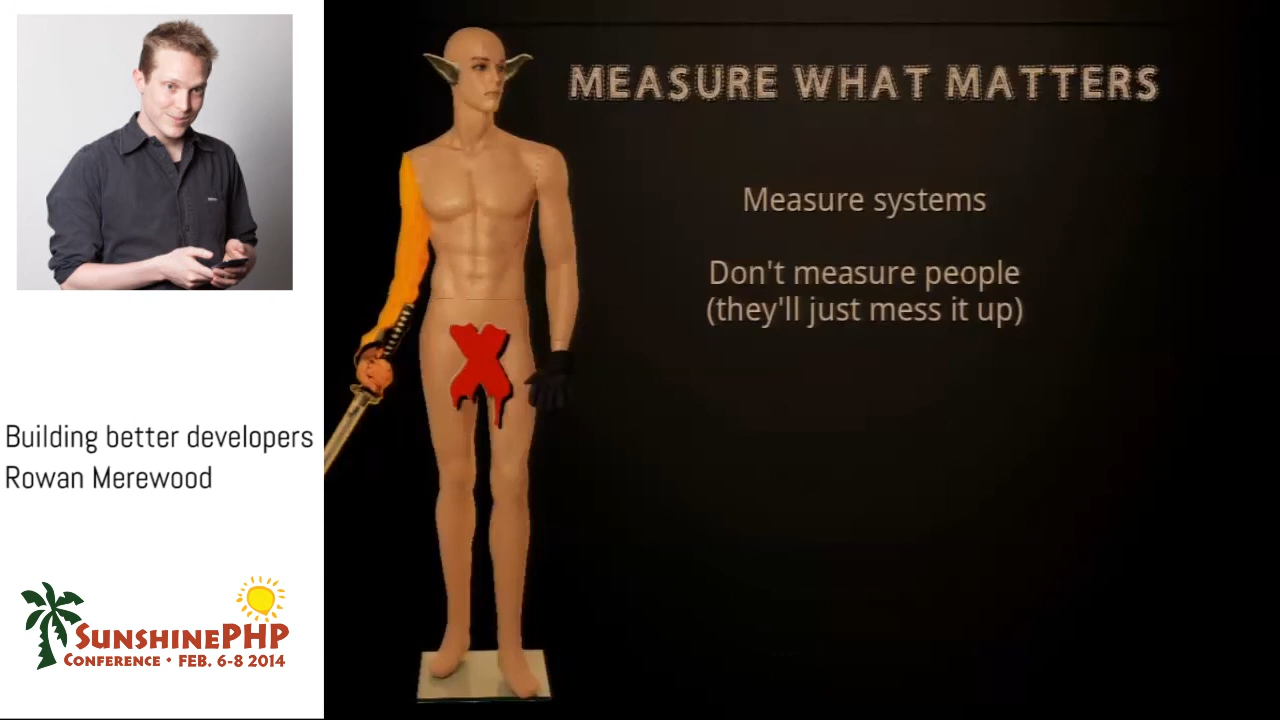 MEASURE WHAT MATTERS
Measure systems
Don't measure people
(they'll just mess it up)
Building better developers
Rowan Merewood
SUNSHINEPHP
CONFERENCE • FEB. 6-8 2014